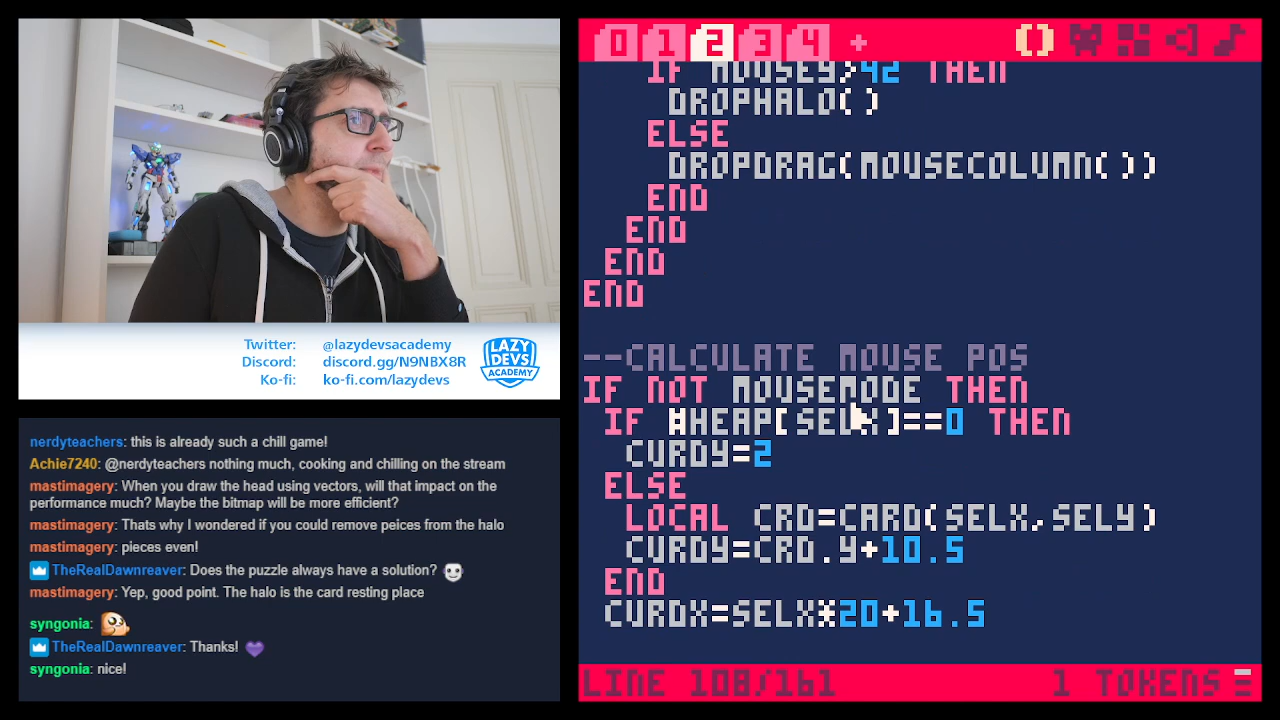 Twitter: @lazydevsacademy
Discord: discord.gg/N9NBX8R
Ko-fi: ko-fi.com/lazydevs
LAZY
DEVS
ACADEMY
nerdyteachers: this is already such a chill game!
Achie7240: @nerdyteachers nothing much, cooking and chilling on the stream
mastimagery: When you draw the head using vectors, will that impact on the
performance much? Maybe the bitmap will be more efficient?
mastimagery: Thats why I wondered if you could remove peices from the halo
mastimagery: pieces even!
TheRealDawnreaver: Does the puzzle always have a solution?
mastimagery: Yep, good point. The halo is the card resting place
syngonia:
TheRealDawnreaver: Thanks!
syngonia: nice!
0 1 2 3 4 +
IF MOUSEY>42 THEN
DROPHALO()
ELSE
DROPDRAG(MOUSECOLUMN())
END
END
END
END
--CALCULATE MOUSE POS
IF NOT MOUSEMODE THEN
IF #HEAP[SELX]==0 THEN
CURDY=2
ELSE
LOCAL CRD=CARD(SELX,SELY)
CURDY=CRD.Y+10.5
END
CURDX=SELX*20+16.5
LINE 108/161 1 TOKENS